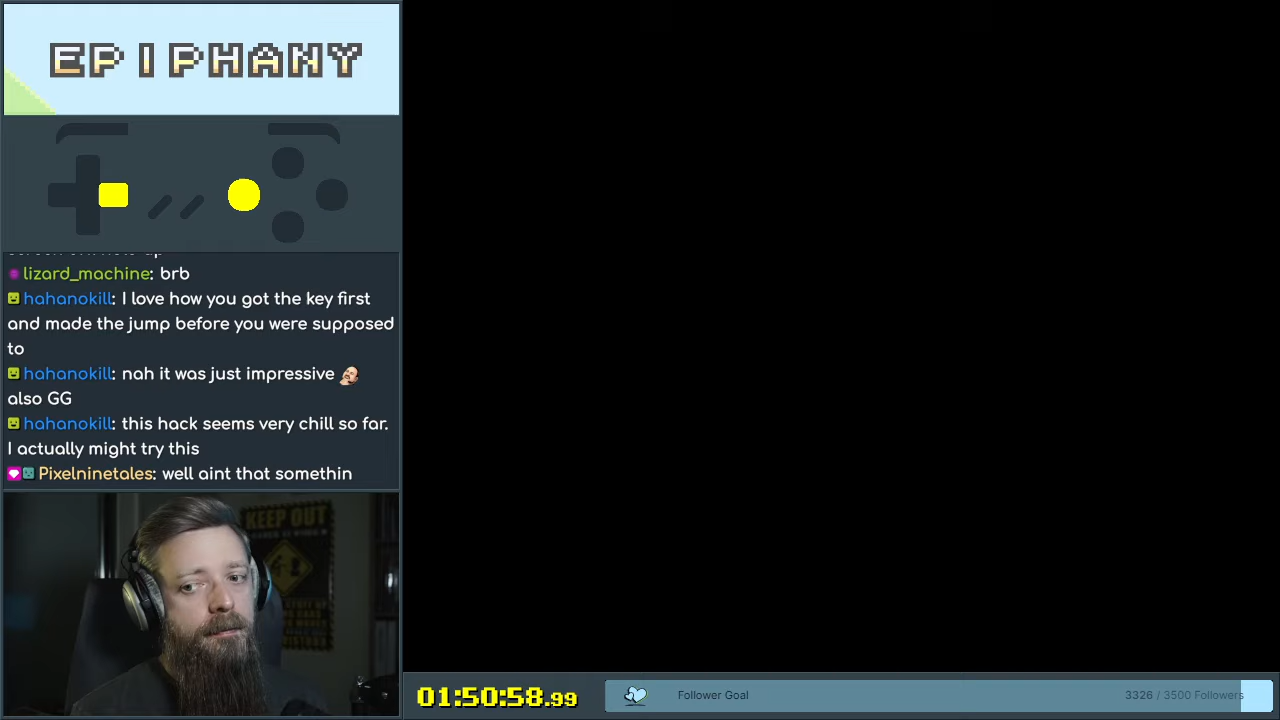 EPIPHANY
lizard_machine: brb
hahanokill: I love how you got the key first
and made the jump before you were supposed
to
hahanokill: nah it was just impressive
also GG
hahanokill: this hack seems very chill so far.
I actually might try this
Pixelninetales: well aint that somethin
KEEP OUT
01:50:58.99
Follower Goal
3326 / 3500 Followers